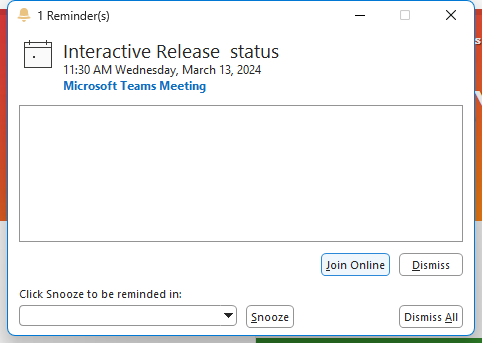 1 Reminder(s)
Interactive Release  status
11:30 AM Wednesday, March 13, 2024
Microsoft Teams Meeting
Join Online
Dismiss
Click Snooze to be reminded in:
Snooze
Dismiss All